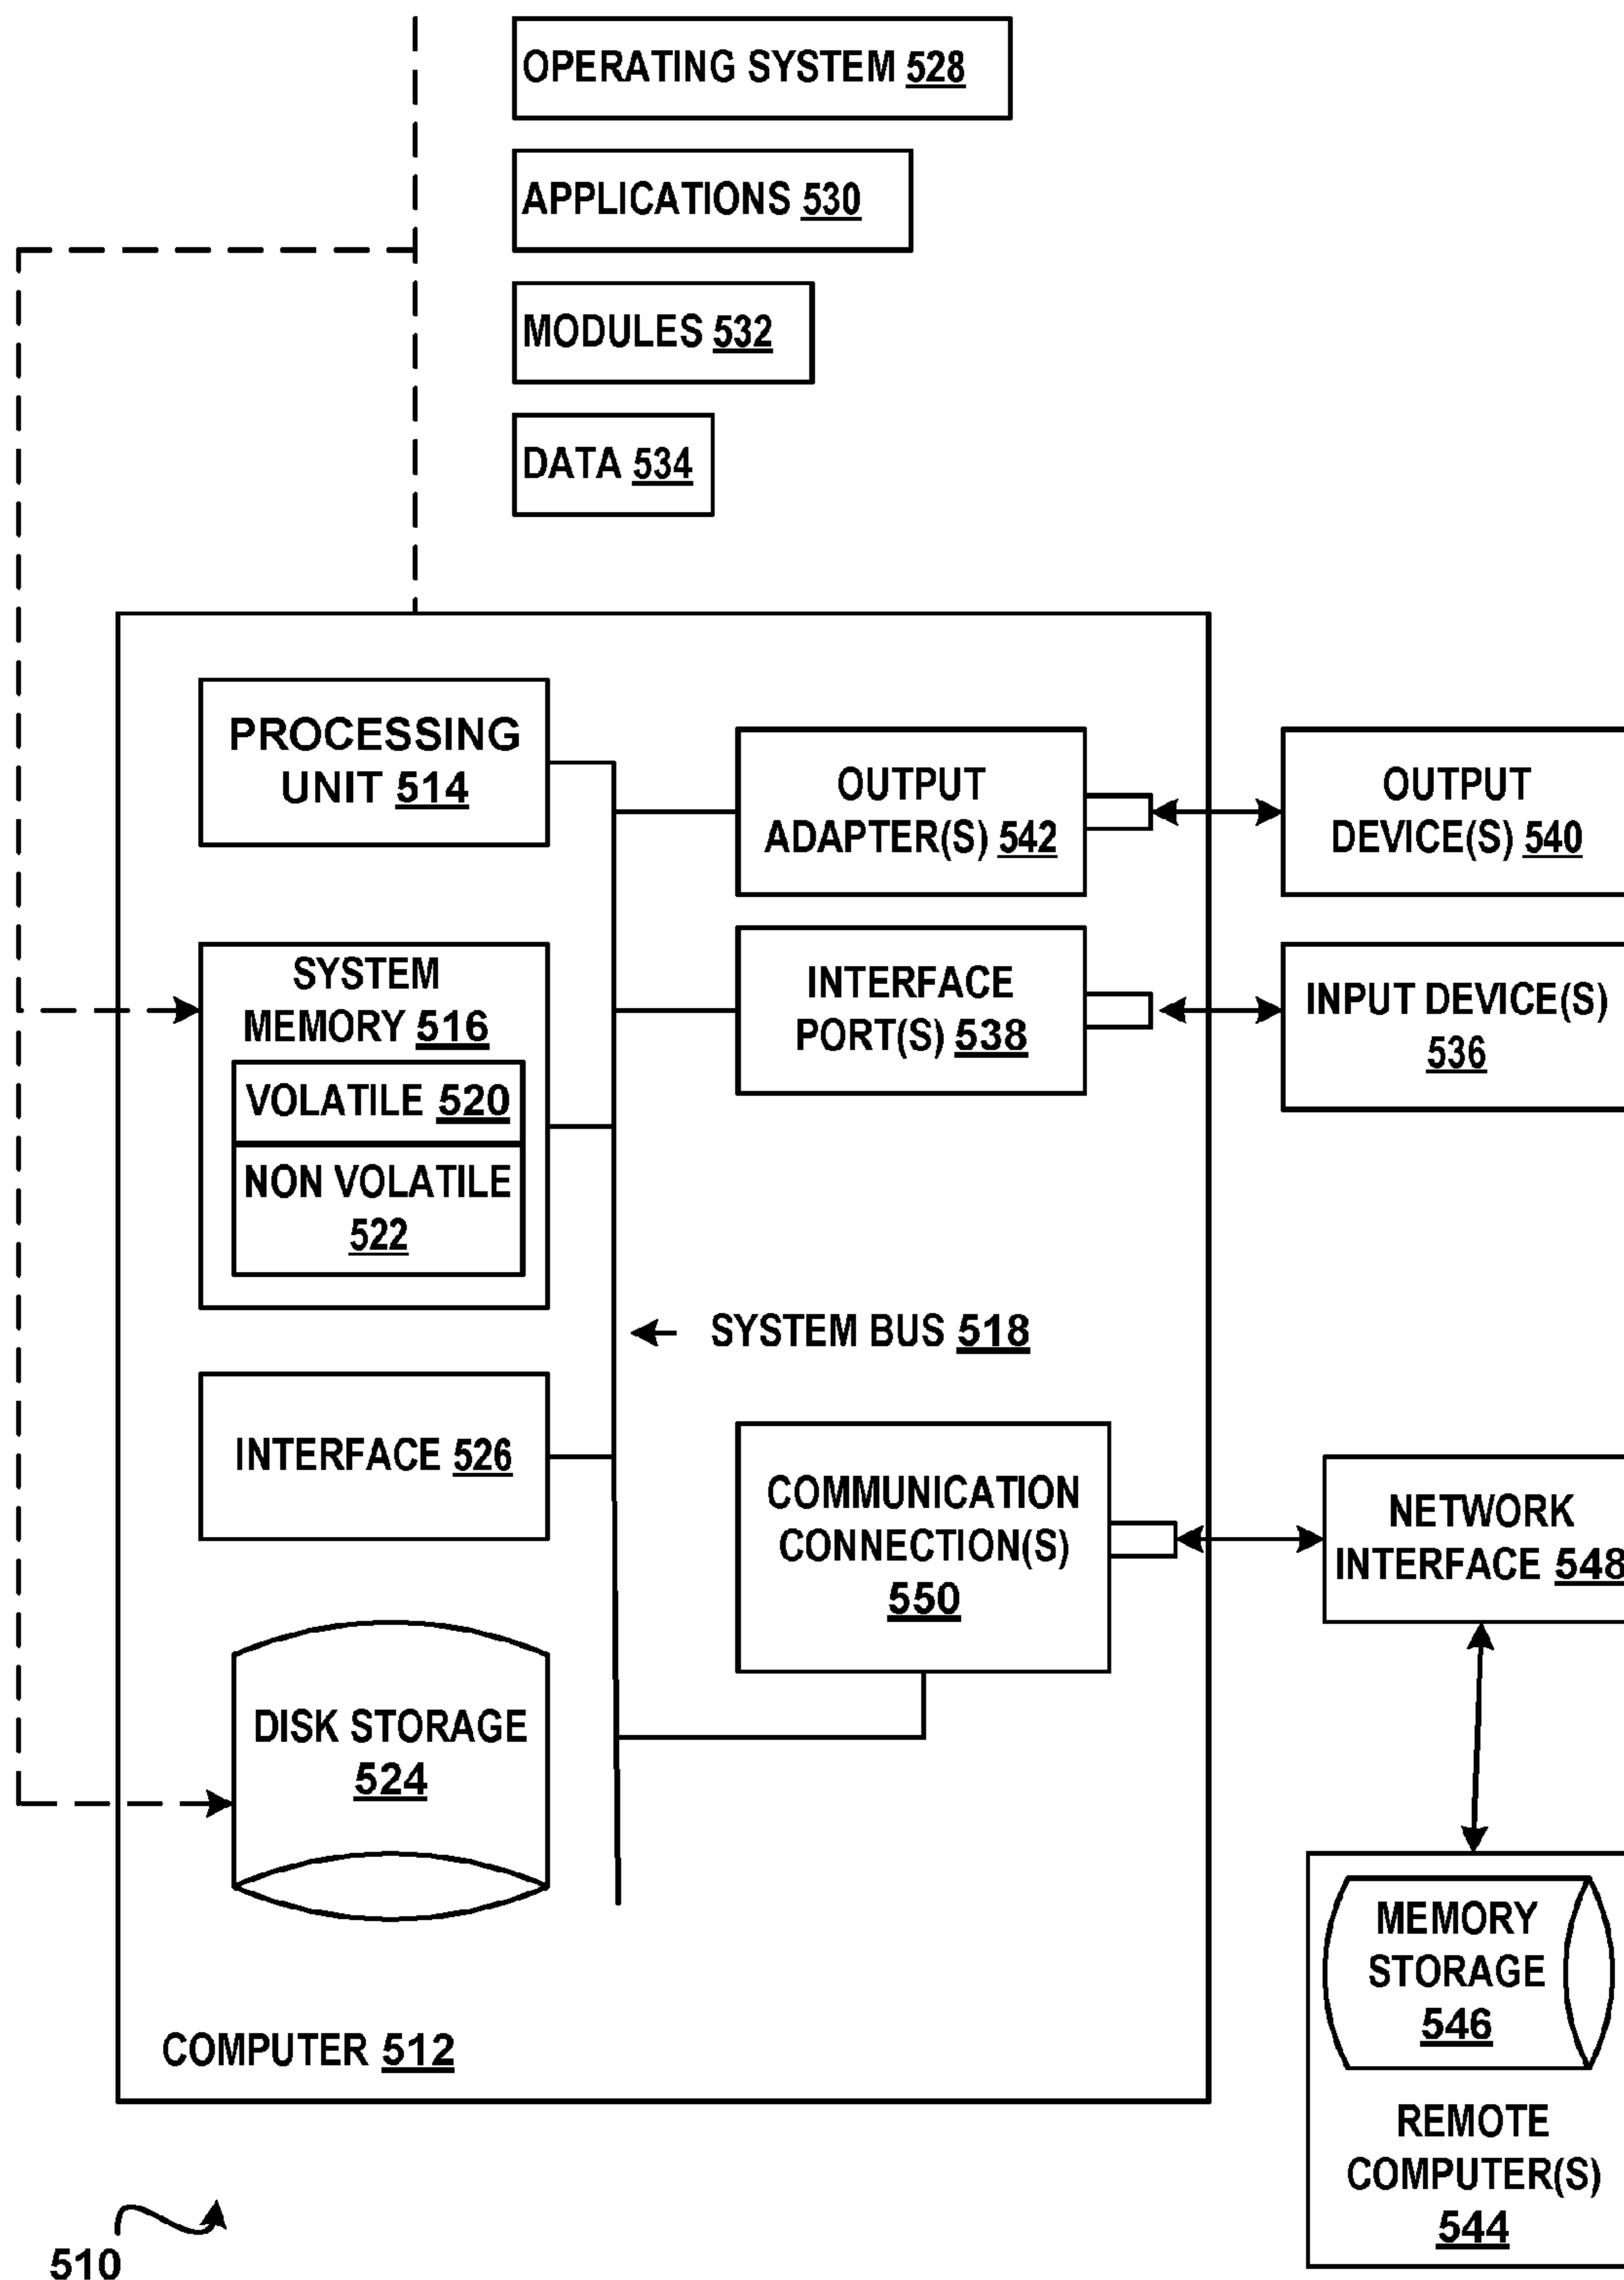 OPERATING SYSTEM 528
APPLICATIONS 530
MODULES 532
DATA 534
PROCESSING
UNIT 514
OUTPUT
ADAPTER(S) 542
OUTPUT
DEVICE(S) 540
SYSTEM
MEMORY 516
VOLATILE 520
NON VOLATILE
522
INTERFACE
PORT(S) 538
INPUT DEVICE(S)
536
SYSTEM BUS 518
INTERFACE 526
COMMUNICATION
CONNECTION(S)
550
NETWORK
INTERFACE 548
DISK STORAGE
524
MEMORY
STORAGE
546
REMOTE
COMPUTER(S)
544
COMPUTER 512
510